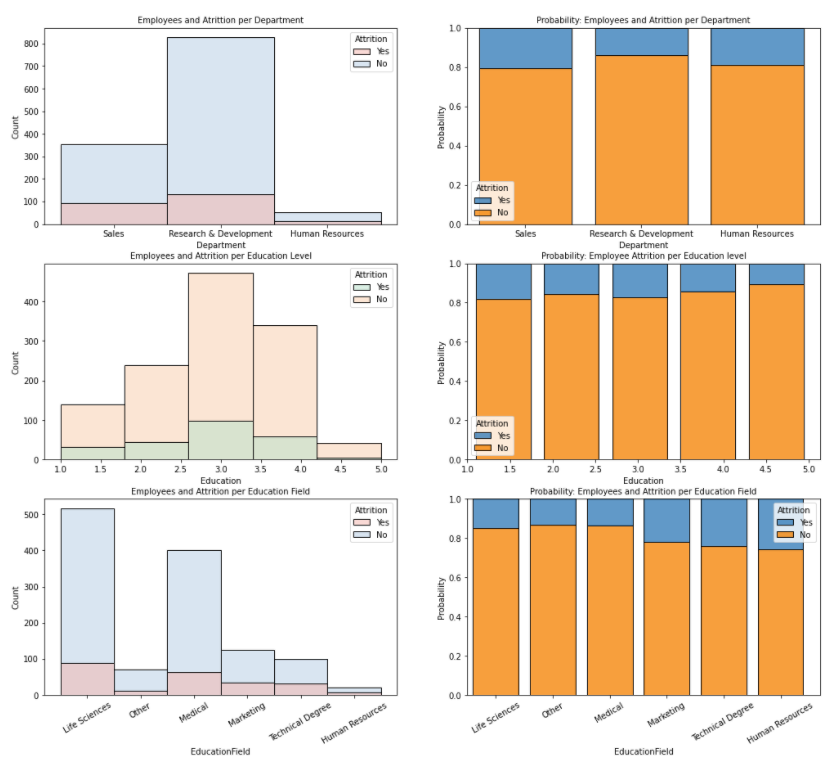 Employees and Atrittion per Department
Count
800
700
600
500
400
300
200
100
0
Attrition
Yes
No
Sales
Research & Development
Human Resources
Department
Probability: Employees and Atrittion per Department
Probability
1.0
0.8
0.6
0.4
0.2
0.0
Attrition
Yes
No
Sales
Research & Development
Human Resources
Department
Employees and Attrition per Education Level
Count
400
300
200
100
0
Attrition
Yes
No
1.0 1.5 2.0 2.5 3.0 3.5 4.0 4.5 5.0
Education
Probability: Employee Attrition per Education level
Probability
1.0
0.8
0.6
0.4
0.2
0.0
Attrition
Yes
No
1.0 1.5 2.0 2.5 3.0 3.5 4.0 4.5 5.0
Education
Employees and Attrition per Education Field
Count
500
400
300
200
100
0
Attrition
Yes
No
Life Sciences
Other
Medical
Marketing
Technical Degree
Human Resources
EducationField
Probability: Employees and Attrition per Education Field
Probability
1.0
0.8
0.6
0.4
0.2
0.0
Attrition
Yes
No
Life Sciences
Other
Medical
Marketing
Technical Degree
Human Resources
EducationField